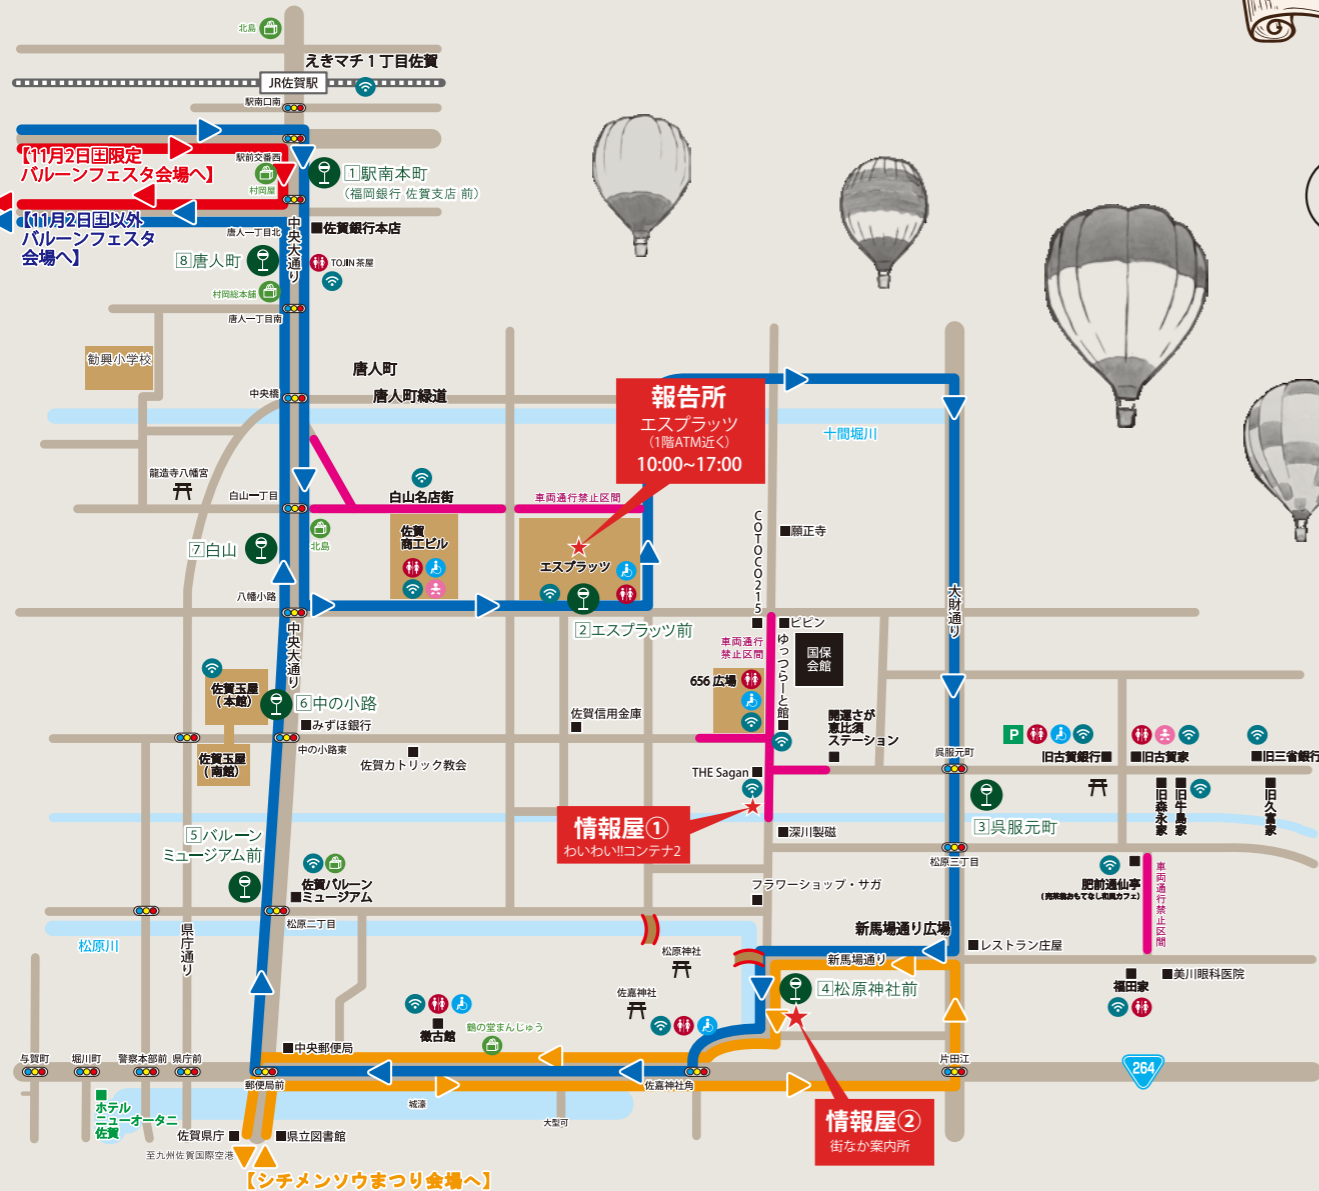 北島
えきマチ１丁目佐賀
JR佐賀駅
駅南口南
【11月2日土限定
バルーンフェスタ会場へ】
駅前交番西
村岡屋
1駅南本町
（福岡銀行 佐賀支店 前）
【11月2日土以外
バルーンフェスタ
会場へ】
唐人一丁目北
中央大通り
■佐賀銀行本店
8唐人町
TOJIN茶屋
村岡総本舗
唐人一丁目南
勧興小学校
唐人町
中央橋
唐人町緑道
報告所
エスプラッツ
（1階ATM近く）
10:00~17:00
十間堀川
龍造寺八幡宮
白山一丁目
白山名店街
車両通行禁止区間
佐賀
商工ビル
北島
7白山
エスプラッツ
COTOCO215
■願正寺
大財通り
八幡小路
2エスプラッツ前
■ビビン
中央大通り
車両通行
禁止区間
ゆっつらーと館
国保
会館
656広場
佐賀玉屋
（本館）
6中の小路
■みずほ銀行
佐賀信用金庫
開運さが
恵比須
ステーション
中の小路東
佐賀カトリック教会
佐賀玉屋
（南館）
呉服元町
P
旧古賀銀行■
■旧古賀家
■旧三省銀行
THE Sagan■
■旧森永家
■旧牛島家
■旧久富家
情報屋①
わいわい!!コンテナ2
■深川製磁
3呉服元町
5バルーン
ミュージアム前
松原三丁目
佐賀バルーン
■ミュージアム
フラワーショップ・サガ
肥前通仙亭
車両通行禁止区間
松原二丁目
松原川
県庁通り
新馬場通り広場
■レストラン庄屋
松原神社
新馬場通り
4松原神社前
福田家
■美川眼科医院
佐嘉神社
徴古館
鶴の堂まんじゅう
■中央郵便局
与賀町
堀川町
警察本部前
県庁前
郵便局前
佐嘉神社角
片田江
264
■
ホテル
ニューオータニ
佐賀
城濠
大型可
情報屋②
街なか案内所
佐賀県庁■
■県立図書館
至九州佐賀国際空港
【シチメンソウまつり会場へ】